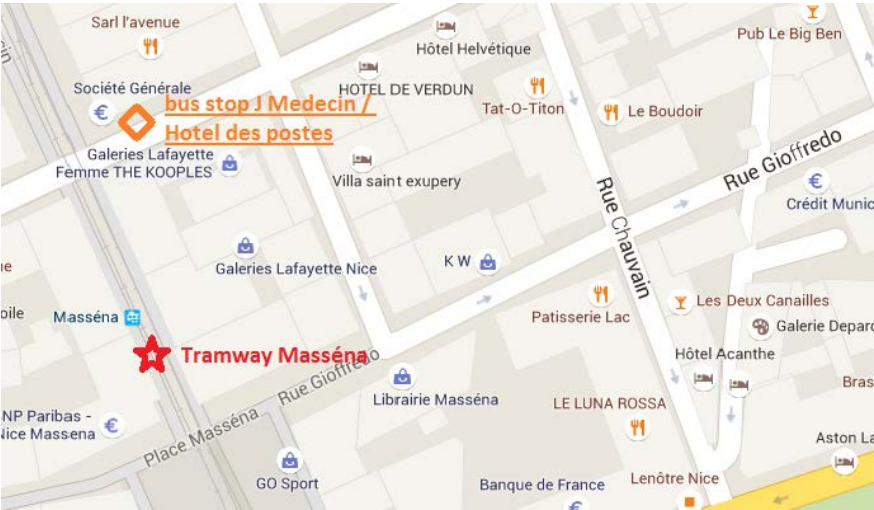 Sarl l'avenue
Pub Le Big Ben
Hôtel Helvétique
Société Générale
HOTEL DE VERDUN
bus stop J Medecin /
Hotel des postes
Tat-O-Titon
Le Boudoir
Galeries Lafayette
Femme THE KOOPLES
Villa saint exupery
Rue Gioffredo
Crédit Munic
Rue Chauvain
Galeries Lafayette Nice
K W
Masséna
Patisserie Lac
Les Deux Canailles
Galerie Depard
Tramway Masséna
Hôtel Acanthe
Rue Gioffredo
Librairie Masséna
LE LUNA ROSSA
Bras
NP Paribas -
Nice Massena
Place Masséna
Aston La
GO Sport
Banque de France
Lenôtre Nice